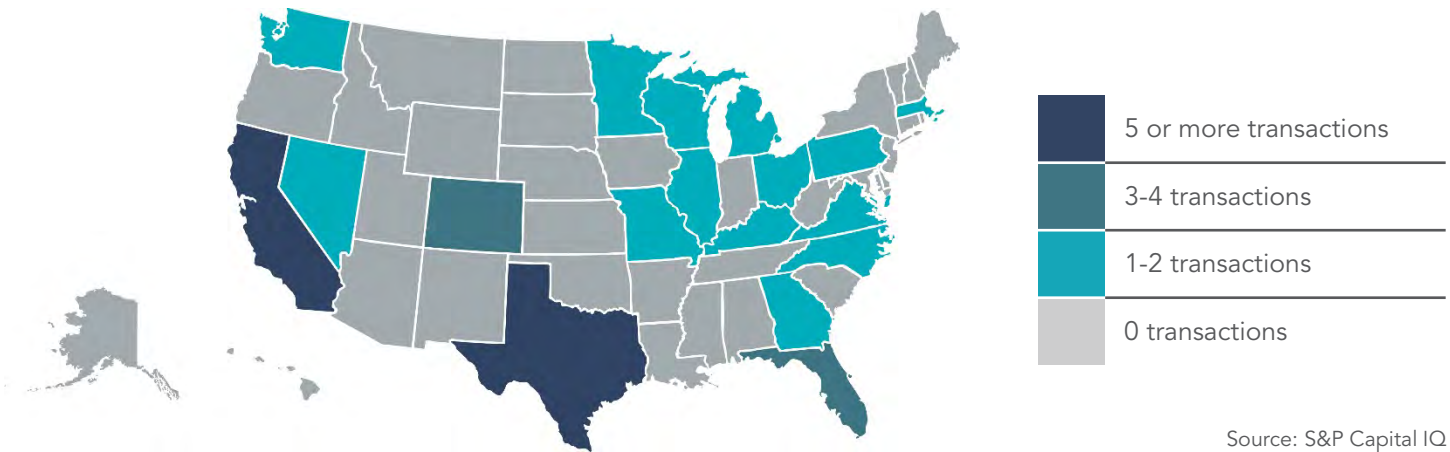 5 or more transactions
3-4 transactions
1-2 transactions
0 transactions
Source: S&P Capital IQ